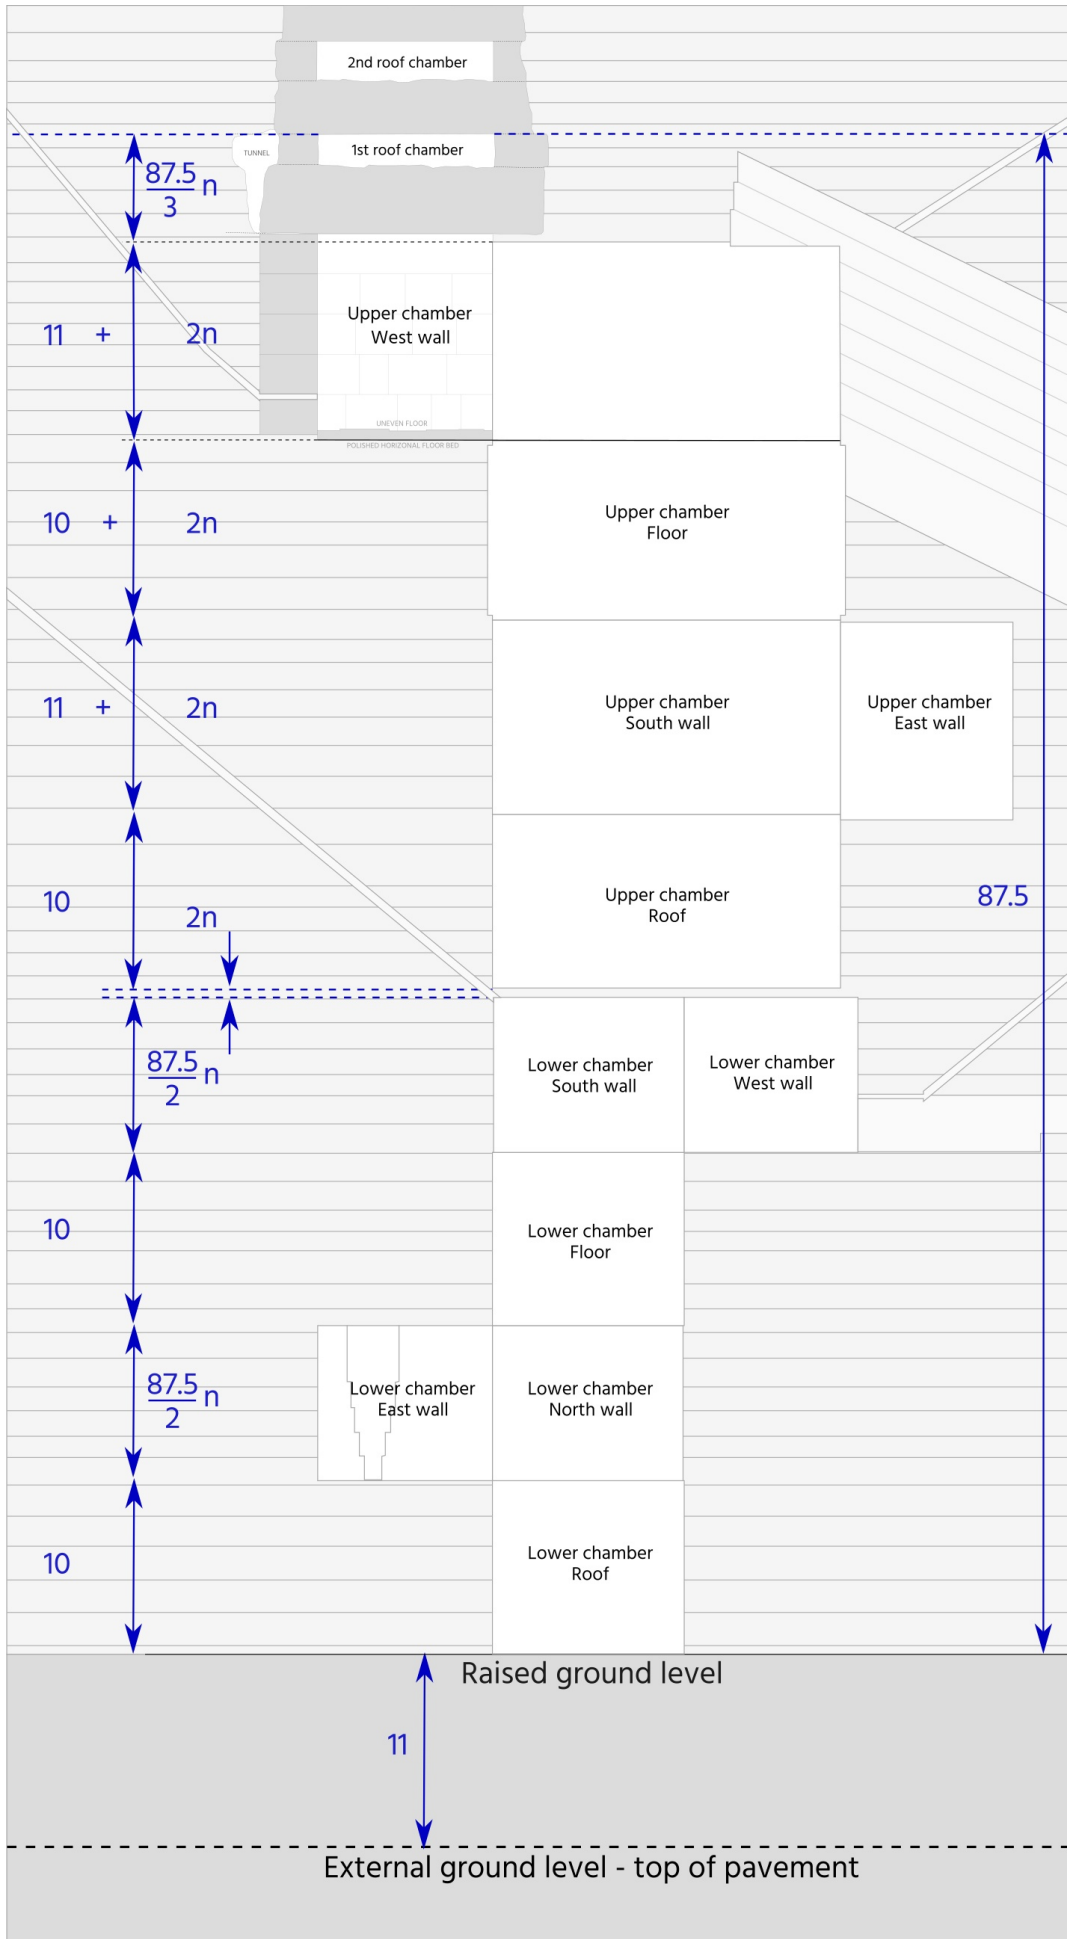 2nd roof chamber
TUNNEL
1st roof chamber
87.5
3
n
Upper chamber
West wall
11 + 2n
UNEVEN FLOOR
POLISHED HORIZONAL FLOOR BED
10 + 2n
Upper chamber
Floor
11 + 2n
Upper chamber
South wall
Upper chamber
East wall
10
2n
Upper chamber
Roof
87.5
87.5
2
n
Lower chamber
South wall
Lower chamber
West wall
10
Lower chamber
Floor
87.5
2
n
Lower chamber
East wall
Lower chamber
North wall
10
Lower chamber
Roof
Raised ground level
11
External ground level - top of pavement